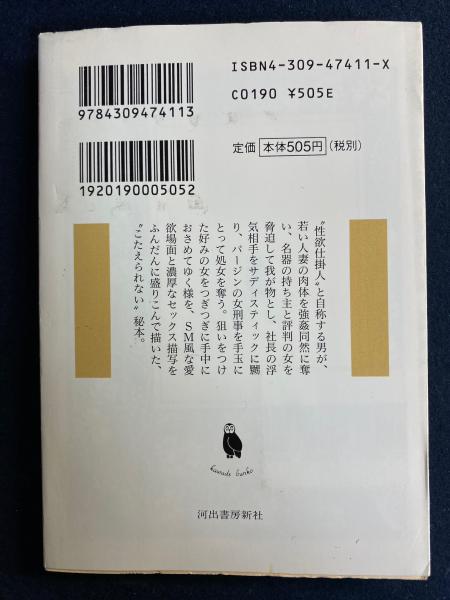 ISBN4-309-47411-X
C0190 ¥505E
9784309474113
定価 本体505円 (税別)
1920190005052
〝性欲仕掛人〟と自称する男が、
若い人妻の肉体を強姦同然に奪
い、名器の持ち主と評判の女を
脅迫して我が物とし、社長の浮
気相手をサディスティックに嬲
り、バージンの女刑事を手玉に
とって処女を奪う。狙いをつけ
た好みの女をつぎつぎに手中に
おさめてゆく様を、ＳＭ風な愛
欲場面と濃厚なセックス描写を
ふんだんに盛りこんで描いた、
〝こたえられない〟秘本。
kawade bunko
河出書房新社